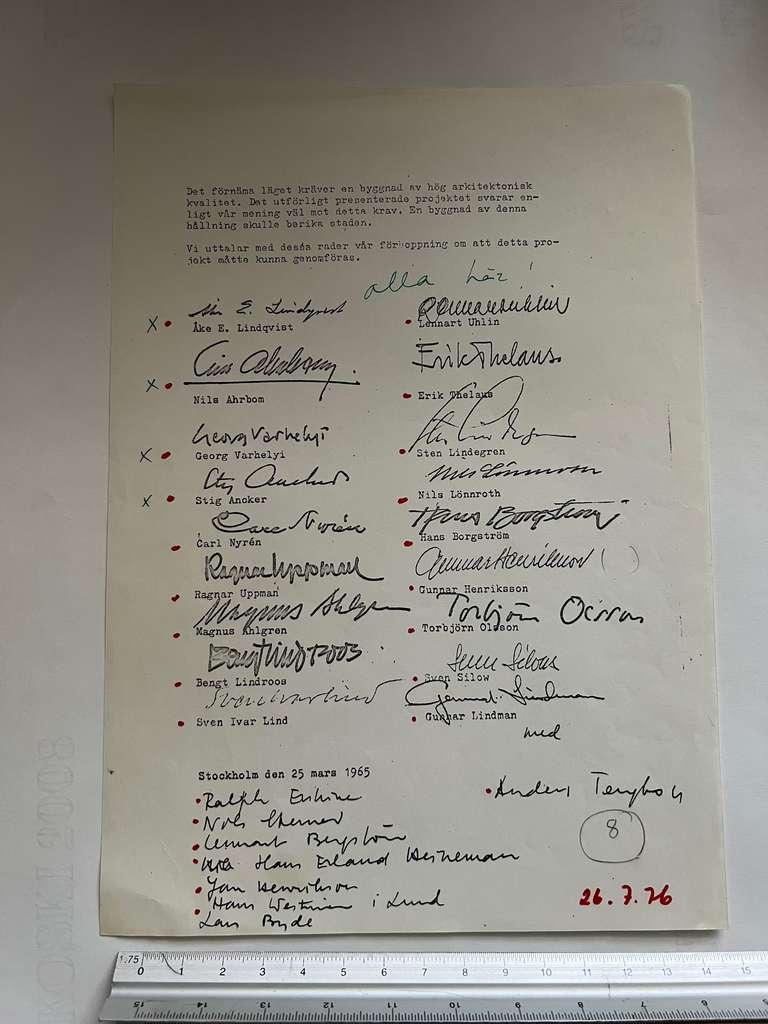 Det förnäma läget kräver en byggnad av hög arkitektonisk
kvalitet. Det utförligt presenterade projektet svarar en-
ligt vår mening väl mot detta krav. En byggnad av denna
hållning skulle berika staden.
Vi uttalar med dessa rader vår förhoppning om att detta pro-
jekt måtte kunna genomföras.
alla här!
Åke E. Lindqvist
x Åke E. Lindqvist
Lennart Uhlin
Erik Thelaus
x
Nils Ahrbom
Erik Thelaus
Georg Varhelyi
Sten Lindegren
x Georg Varhelyi
Sten Lindegren
Stig Ancker
Nils Lönnroth
x Stig Ancker
Nils Lönnroth
Carl Nyrén
Hans Borgström
Carl Nyrén
Hans Borgström
Ragnar Uppman
Gunnar Henriksson ( )
Ragnar Uppman
Gunnar Henriksson
Magnus Ahlgren
Torbjörn Olsson
Magnus Ahlgren
Torbjörn Olsson
Bengt Lindroos
Sven Silow
Bengt Lindroos
Sven Silow
Sven Ivar Lind
Gunnar Lindman
Sven Ivar Lind
Gunnar Lindman
med
Stockholm den 25 mars 1965
Ralph Erskine
Anders Tengbom
Lennart Bergström
Hans Erland Heineman
8
Jan Henriksson
Hans Westman i Lund
26.7.76
Lars Bryde
1.75
0 1 2 3 4 5 6 7 8 9 10 11 12 13 14 15
KOSKI 2008